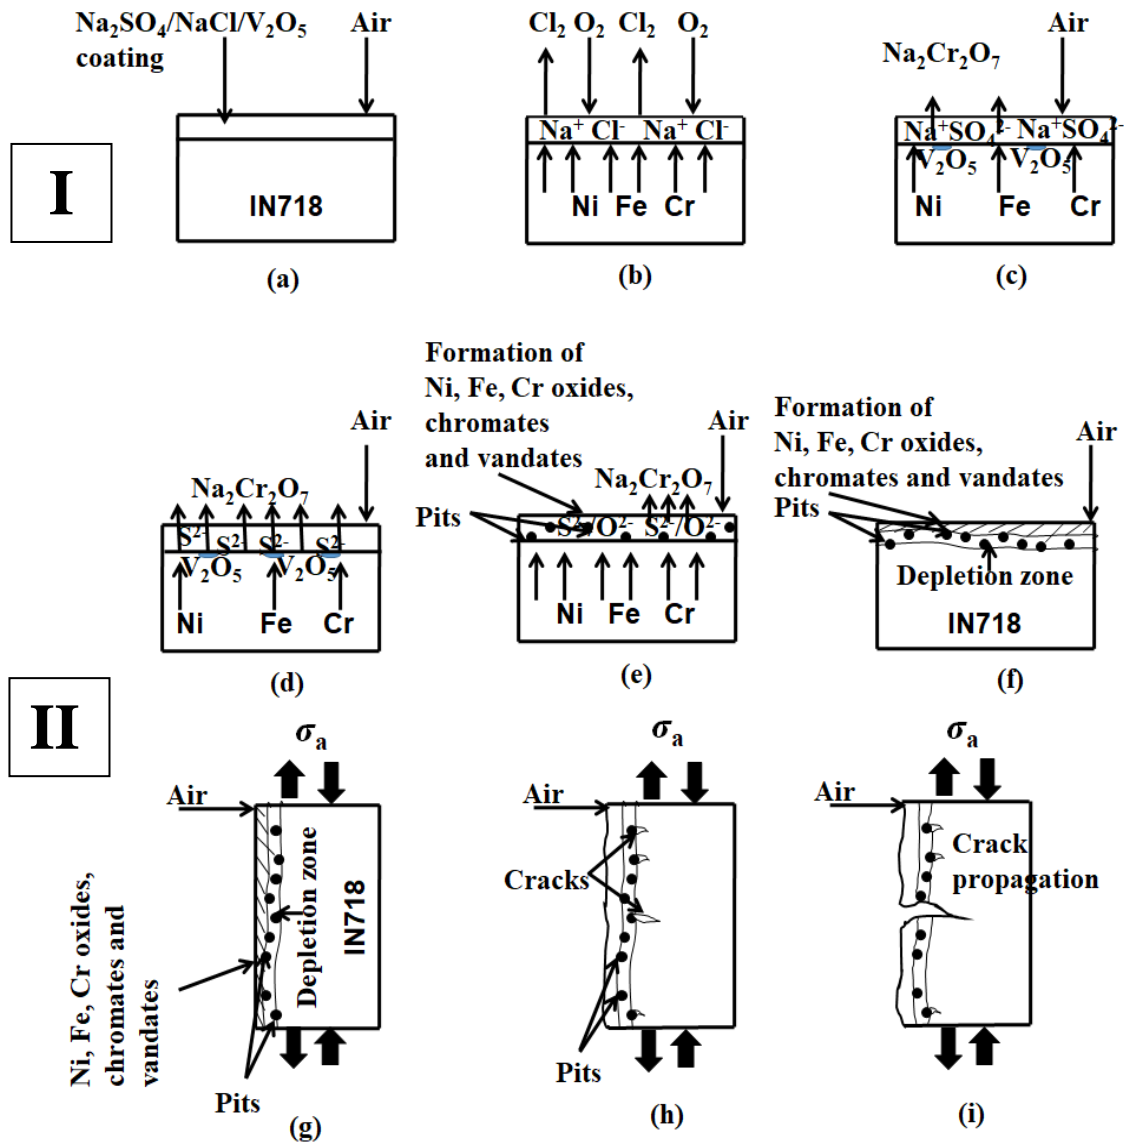 Na₂SO₄/NaCl/V₂O₅
coating
Air
IN718
(a)
Cl₂ O₂ Cl₂ O₂
Na⁺ Cl⁻ Na⁺ Cl⁻
Ni Fe Cr
(b)
Na₂Cr₂O₇
Air
Na⁺SO₄²⁻ Na⁺SO₄²⁻
V₂O₅ V₂O₅
Ni Fe Cr
(c)
I
Air
Na₂Cr₂O₇
S²⁻ S²⁻ S²⁻ S²⁻
V₂O₅ V₂O₅
Ni Fe Cr
(d)
Formation of
Ni, Fe, Cr oxides,
chromates
and vandates
Air
Na₂Cr₂O₇
Pits
S²⁻/O²⁻ S²⁻/O²⁻
Ni Fe Cr
(e)
Formation of
Ni, Fe, Cr oxides,
chromates and vandates
Air
Pits
Depletion zone
IN718
(f)
II
σₐ
Air
Depletion zone
IN718
Ni, Fe, Cr oxides,
chromates and
vandates
Pits
(g)
σₐ
Air
Cracks
Pits
(h)
σₐ
Air
Crack
propagation
(i)